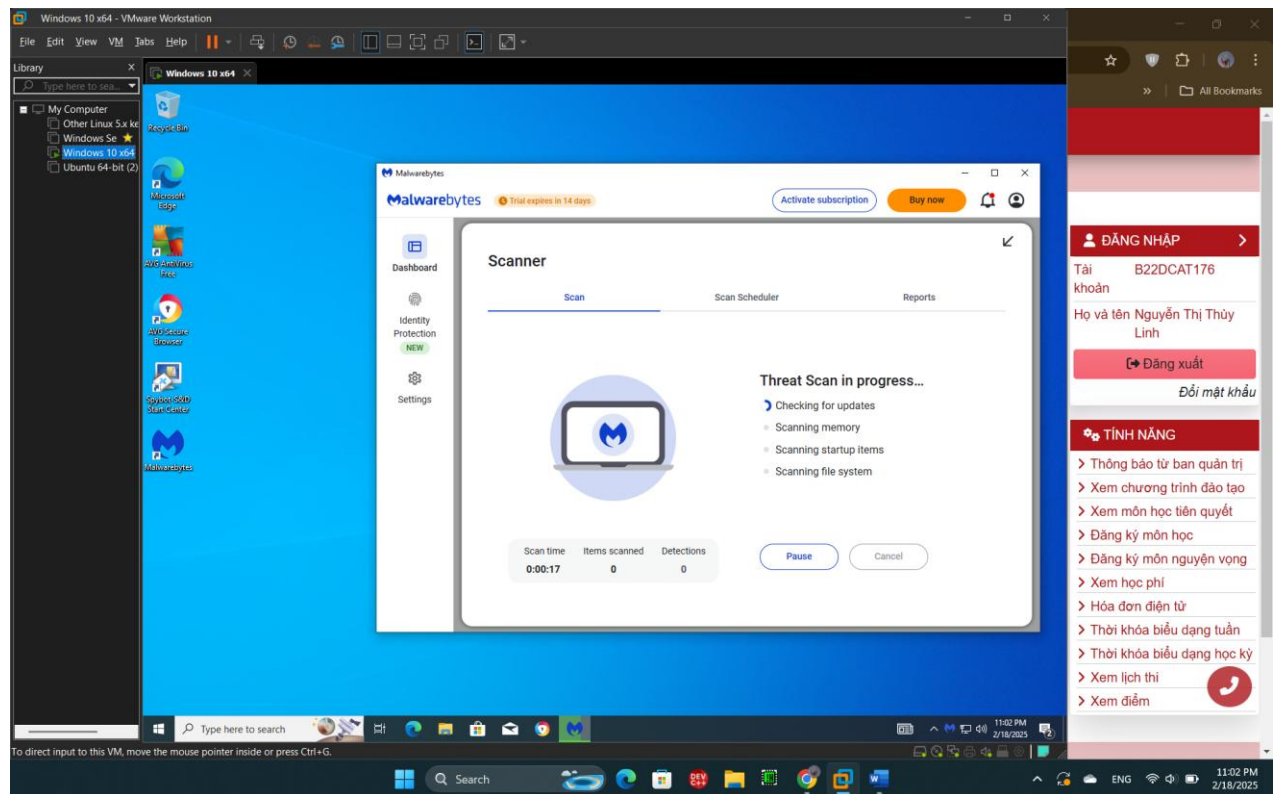 Windows 10 x64 - VMware Workstation
File Edit View VM Tabs Help
Library
Type here to sea...
My Computer
Other Linux 5.x ke
Windows Se
Windows 10 x64
Ubuntu 64-bit (2)
Windows 10 x64
Recycle Bin
Microsoft
Edge
AVG AntiVirus
Free
AVG Secure
Browser
Spybot-S&D
Start Center
Malwarebytes
Malwarebytes
Malwarebytes
Trial expires in 14 days
Activate subscription
Buy now
Dashboard
Identity
Protection
NEW
Settings
Scanner
Scan
Scan Scheduler
Reports
Threat Scan in progress...
Checking for updates
Scanning memory
Scanning startup items
Scanning file system
Scan time Items scanned Detections
0:00:17 0 0
Pause
Cancel
Type here to search
11:02 PM
2/18/2025
To direct input to this VM, move the mouse pointer inside or press Ctrl+G.
All Bookmarks
ĐĂNG NHẬP
Tài B22DCAT176
khoản
Họ và tên Nguyễn Thị Thùy
Linh
Đăng xuất
Đổi mật khẩu
TÍNH NĂNG
Thông báo từ ban quản trị
Xem chương trình đào tạo
Xem môn học tiên quyết
Đăng ký môn học
Đăng ký môn nguyện vọng
Xem học phí
Hóa đơn điện tử
Thời khóa biểu dạng tuần
Thời khóa biểu dạng học kỳ
Xem lịch thi
Xem điểm
Search
DEV
C++
ENG
11:02 PM
2/18/2025